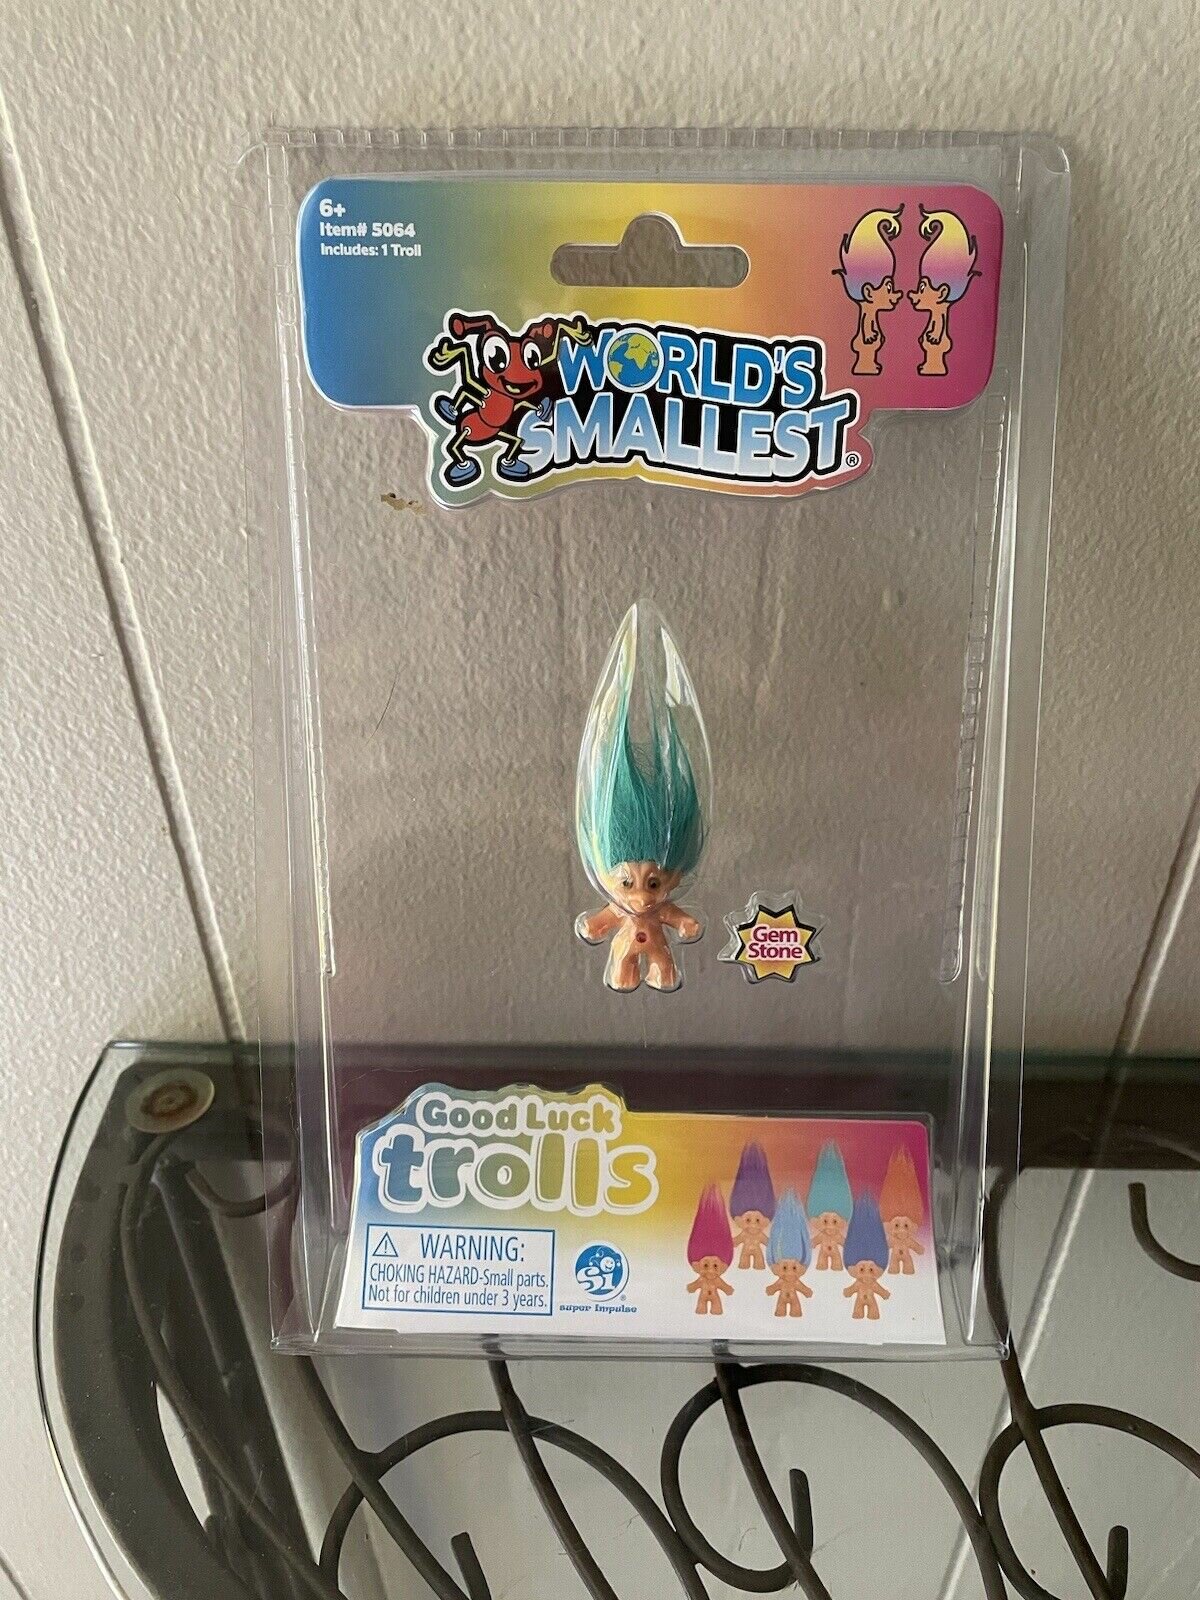 6+
Item# 5064
Includes: 1 Troll
WORLD'S
SMALLEST®
Gem
Stone
Good Luck
trolls
WARNING:
CHOKING HAZARD-Small parts.
Not for children under 3 years.
Si®
super impulse